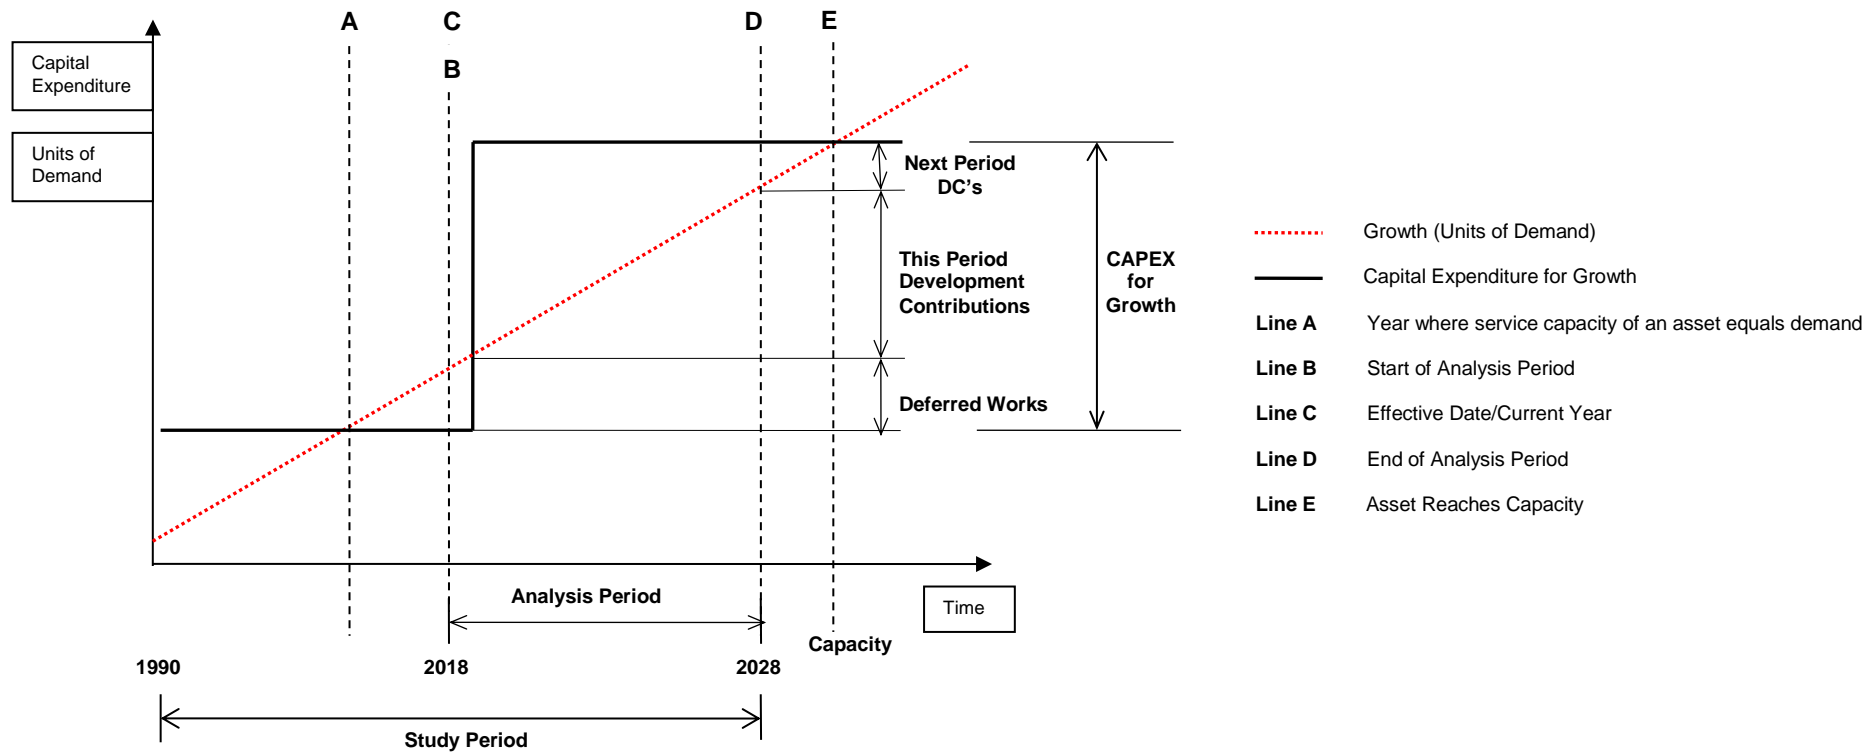 A
C
D
E
B
Capital
Expenditure
Units of
Demand
Next Period
DC's
This Period
Development
Contributions
CAPEX
for
Growth
Deferred Works
Analysis Period
Time
Capacity
1990
2018
2028
Study Period
Growth (Units of Demand)
Capital Expenditure for Growth
Line A Year where service capacity of an asset equals demand
Line B Start of Analysis Period
Line C Effective Date/Current Year
Line D End of Analysis Period
Line E Asset Reaches Capacity